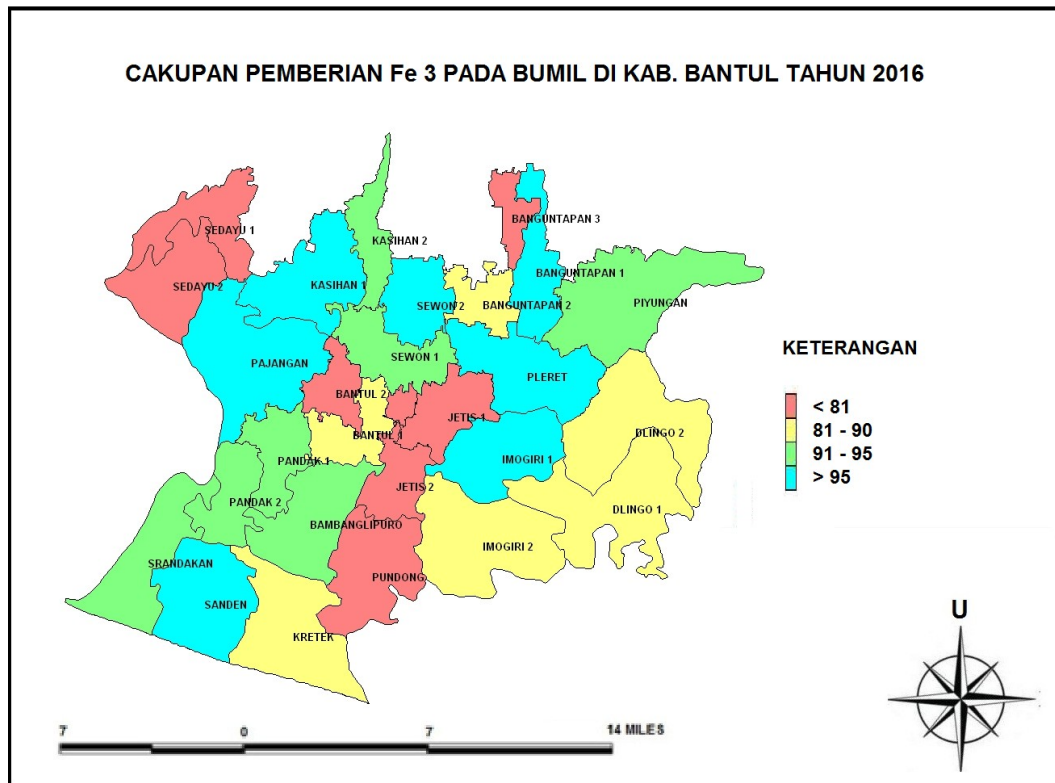 CAKUPAN PEMBERIAN Fe 3 PADA BUMIL DI KAB. BANTUL TAHUN 2016
SEDAYU 1
SEDAYU 2
KASIHAN 2
KASIHAN 1
BANGUNTAPAN 3
BANGUNTAPAN 1
SEWON 2
BANGUNTAPAN 2
PIYUNGAN
PAJANGAN
SEWON 1
PLERET
BANTUL 2
JETIS 1
BANTUL 1
DLINGO 2
PANDAK 1
IMOGIRI 1
JETIS 2
PANDAK 2
DLINGO 1
BAMBANGLIPURO
IMOGIRI 2
SRANDAKAN
PUNDONG
SANDEN
KRETEK
KETERANGAN
< 81
81 - 90
91 - 95
> 95
U
7 0 7 14 MILES